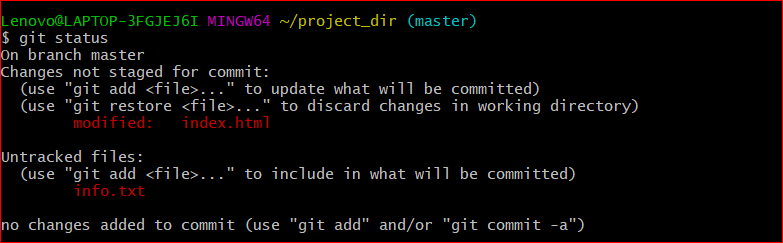 Lenovo@LAPTOP-3FGJEJ6I MINGW64 ~/project_dir (master)
$ git status
On branch master
Changes not staged for commit:
  (use "git add <file>..." to update what will be committed)
  (use "git restore <file>..." to discard changes in working directory)
        modified:   index.html

Untracked files:
  (use "git add <file>..." to include in what will be committed)
        info.txt

no changes added to commit (use "git add" and/or "git commit -a")